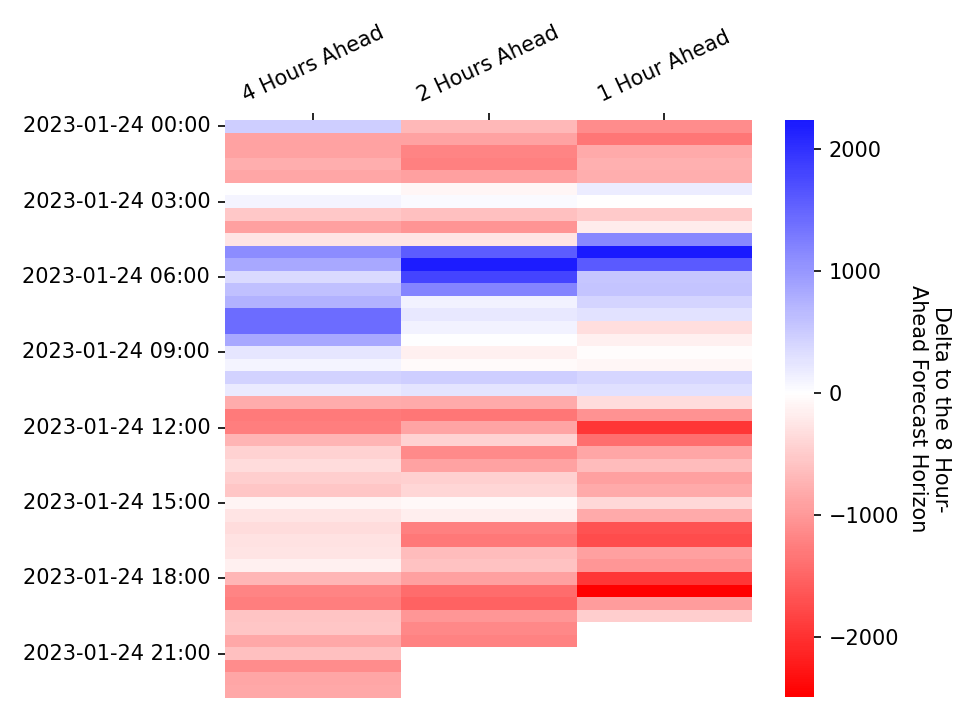 4 Hours Ahead
2 Hours Ahead
1 Hour Ahead
2023-01-24 00:00
2023-01-24 03:00
2023-01-24 06:00
2023-01-24 09:00
2023-01-24 12:00
2023-01-24 15:00
2023-01-24 18:00
2023-01-24 21:00
2000
1000
0
−1000
−2000
Delta to the 8 Hour-
Ahead Forecast Horizon